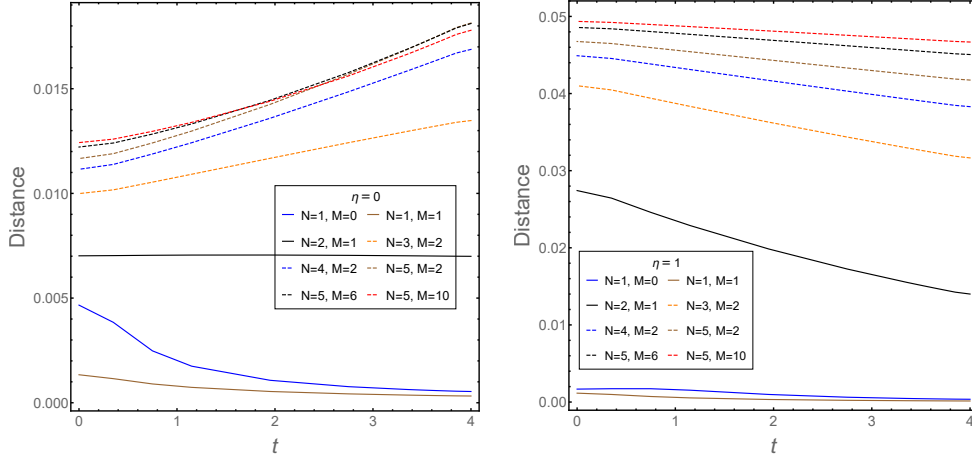 0.015
0.010
0.005
0.000
Distance
0 1 2 3 4
t
η = 0
N=1, M=0 N=1, M=1
N=2, M=1 N=3, M=2
N=4, M=2 N=5, M=2
N=5, M=6 N=5, M=10
0.05
0.04
0.03
0.02
0.01
0.00
Distance
0 1 2 3 4
t
η = 1
N=1, M=0 N=1, M=1
N=2, M=1 N=3, M=2
N=4, M=2 N=5, M=2
N=5, M=6 N=5, M=10